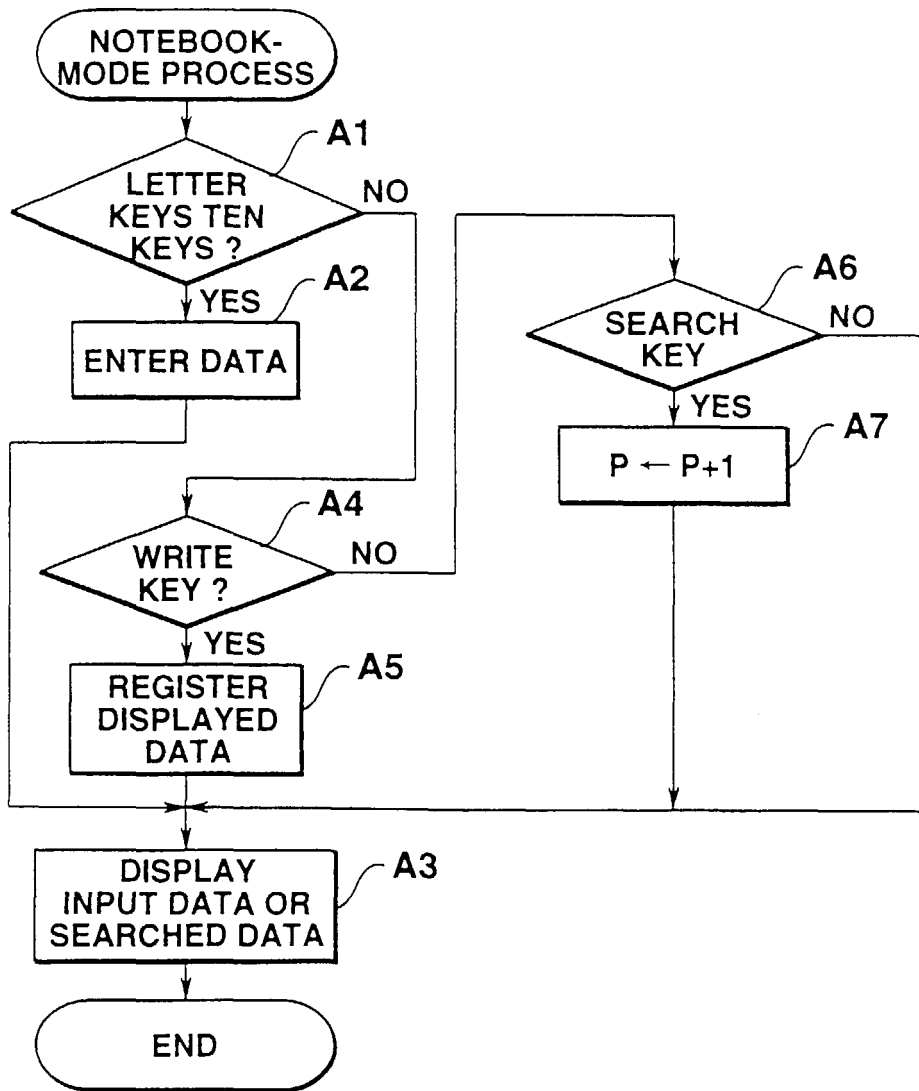 NOTEBOOK-
MODE PROCESS
A1
LETTER
KEYS TEN
KEYS ?
NO
YES
A2
ENTER DATA
A4
WRITE
KEY ?
NO
YES
A5
REGISTER
DISPLAYED
DATA
A6
SEARCH
KEY
NO
YES
A7
P ← P+1
A3
DISPLAY
INPUT DATA OR
SEARCHED DATA
END